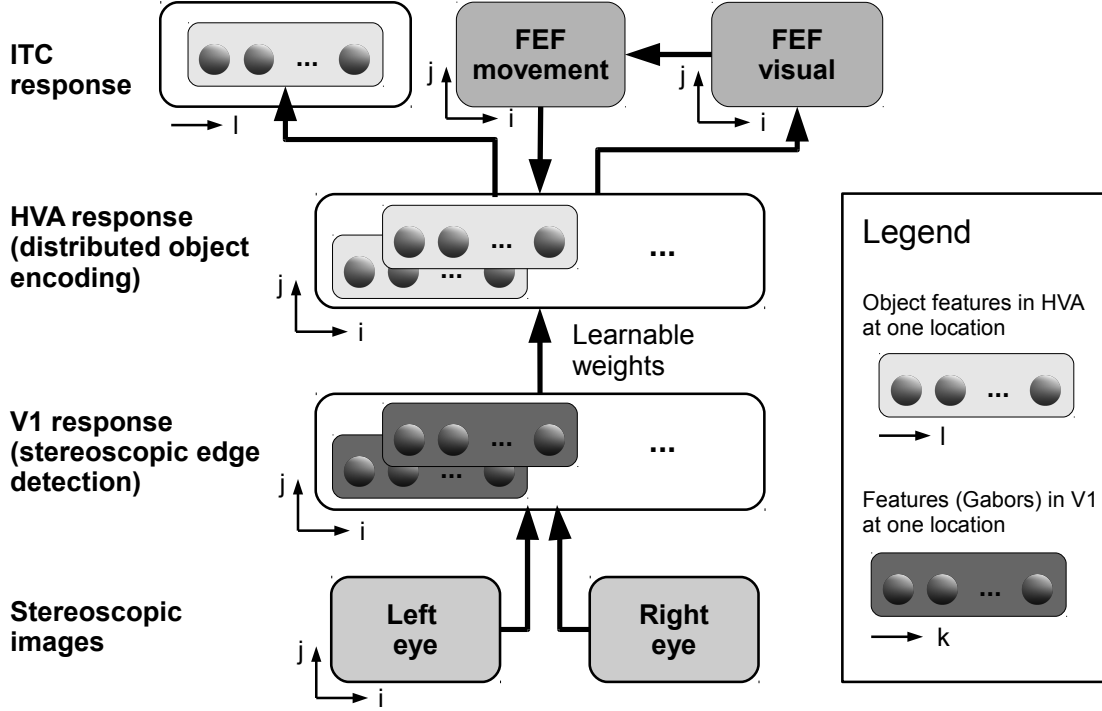 ITC
response
...
l
FEF
movement
j
i
FEF
visual
j
i
HVA response
(distributed object
encoding)
...
...
...
j
i
Learnable
weights
V1 response
(stereoscopic edge
detection)
...
...
...
j
i
Stereoscopic
images
Left
eye
Right
eye
j
i
Legend
Object features in HVA
at one location
...
l
Features (Gabors) in V1
at one location
...
k